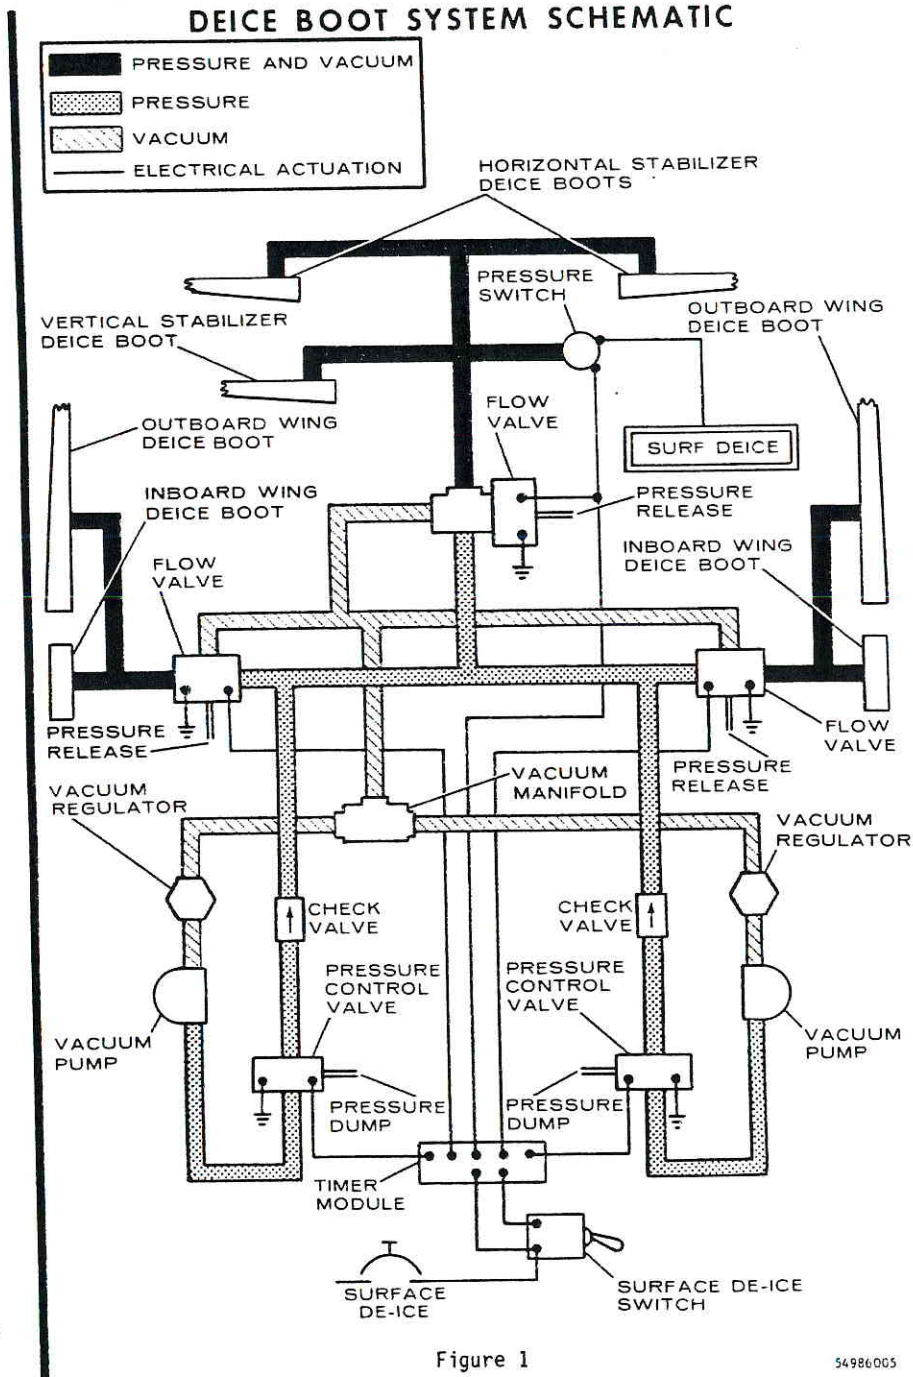 DEICE BOOT SYSTEM SCHEMATIC
PRESSURE AND VACUUM
PRESSURE
VACUUM
ELECTRICAL ACTUATION
HORIZONTAL STABILIZER
DEICE BOOTS
PRESSURE
SWITCH
OUTBOARD WING
DEICE BOOT
VERTICAL STABILIZER
DEICE BOOT
FLOW
VALVE
OUTBOARD WING
DEICE BOOT
SURF DEICE
INBOARD WING
DEICE BOOT
PRESSURE
RELEASE
INBOARD WING
DEICE BOOT
FLOW
VALVE
PRESSURE
RELEASE
FLOW
VALVE
PRESSURE
RELEASE
VACUUM
MANIFOLD
VACUUM
REGULATOR
VACUUM
REGULATOR
CHECK
VALVE
CHECK
VALVE
PRESSURE
CONTROL
VALVE
PRESSURE
CONTROL
VALVE
VACUUM
PUMP
VACUUM
PUMP
PRESSURE
DUMP
PRESSURE
DUMP
TIMER
MODULE
SURFACE
DE-ICE
SURFACE DE-ICE
SWITCH
Figure 1
54986005